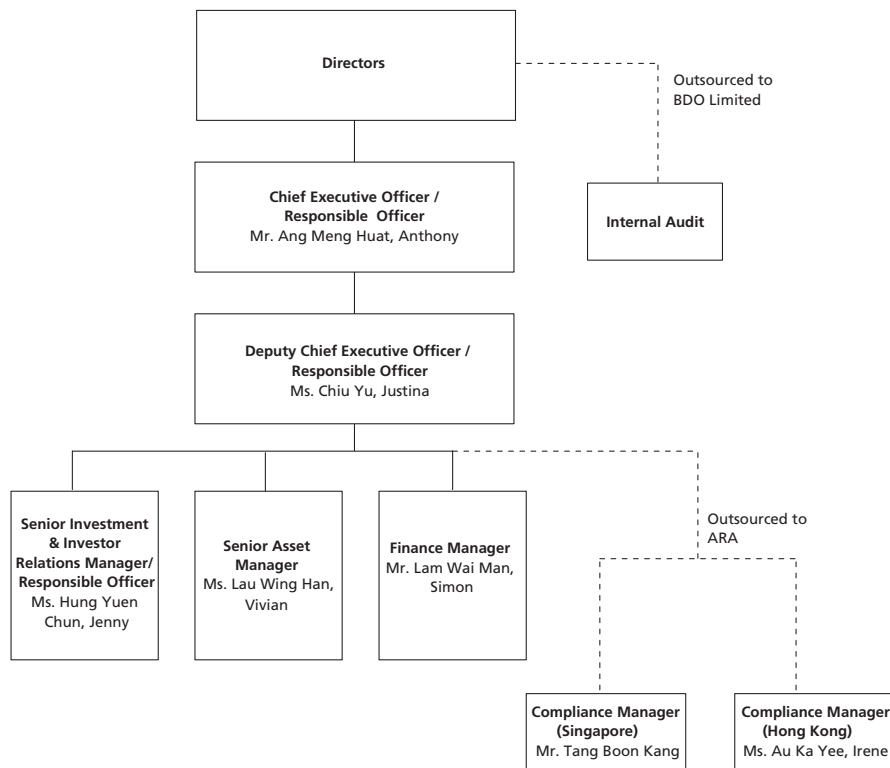 Directors
Outsourced to
BDO Limited
Chief Executive Officer /
Responsible Officer
Mr. Ang Meng Huat, Anthony
Internal Audit
Deputy Chief Executive Officer /
Responsible Officer
Ms. Chiu Yu, Justina
Senior Investment
& Investor
Relations Manager/
Responsible Officer
Ms. Hung Yuen
Chun, Jenny
Senior Asset
Manager
Ms. Lau Wing Han,
Vivian
Finance Manager
Mr. Lam Wai Man,
Simon
Outsourced to
ARA
Compliance Manager
(Singapore)
Mr. Tang Boon Kang
Compliance Manager
(Hong Kong)
Ms. Au Ka Yee, Irene